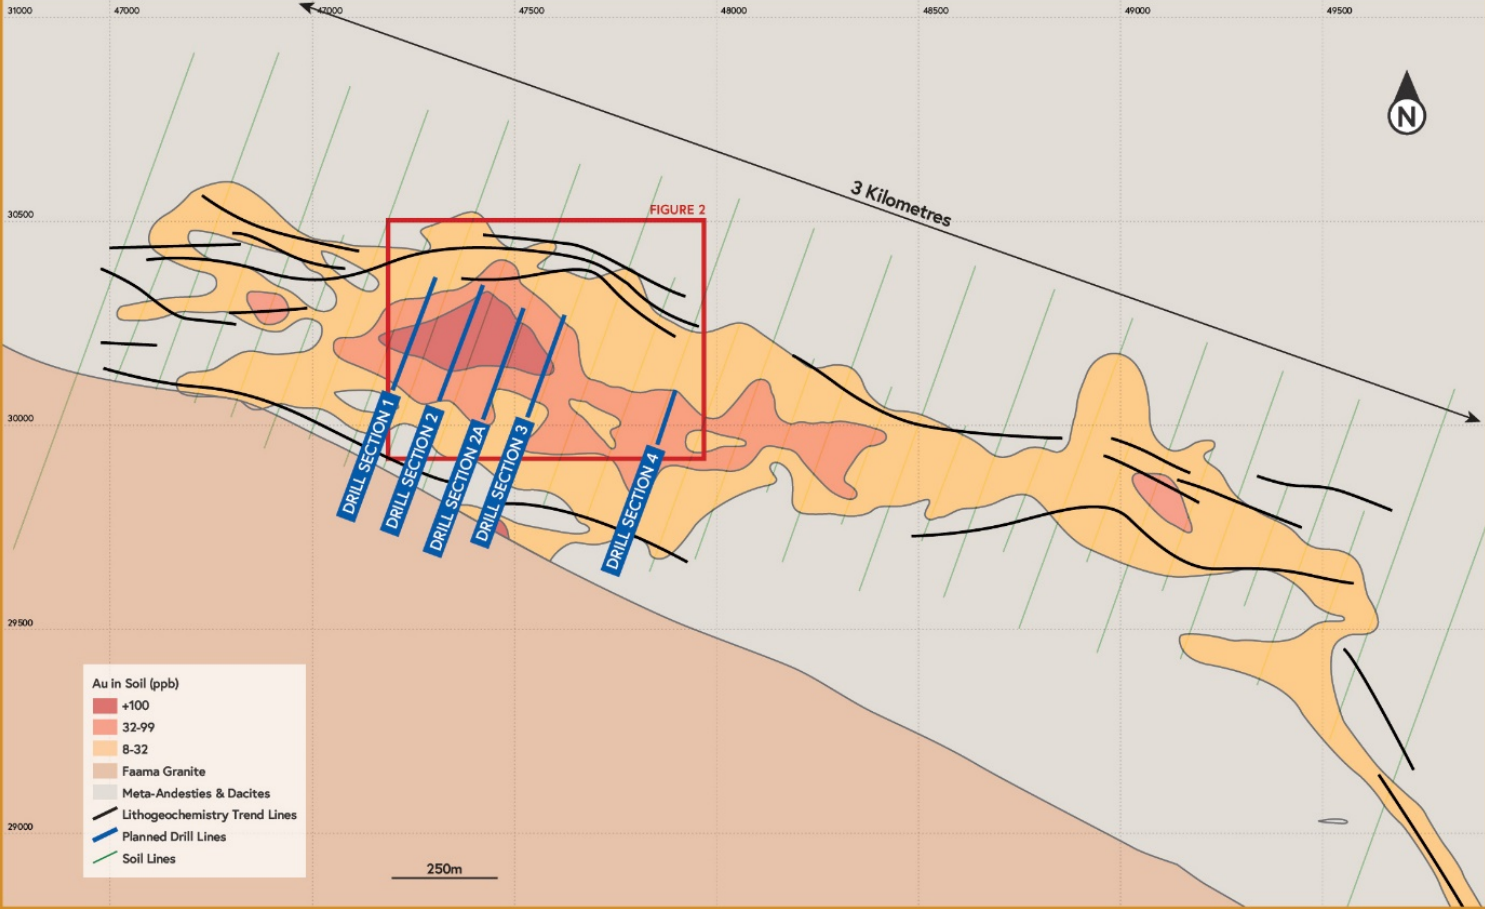 31000
47000
47000
47500
48000
48500
49000
49500
N
3 Kilometres
30500
FIGURE 2
30000
DRILL SECTION 1
DRILL SECTION 2
DRILL SECTION 2A
DRILL SECTION 3
DRILL SECTION 4
29500
Au in Soil (ppb)
+100
32-99
8-32
Faama Granite
Meta-Andesties & Dacites
Lithogeochemistry Trend Lines
Planned Drill Lines
Soil Lines
29000
250m